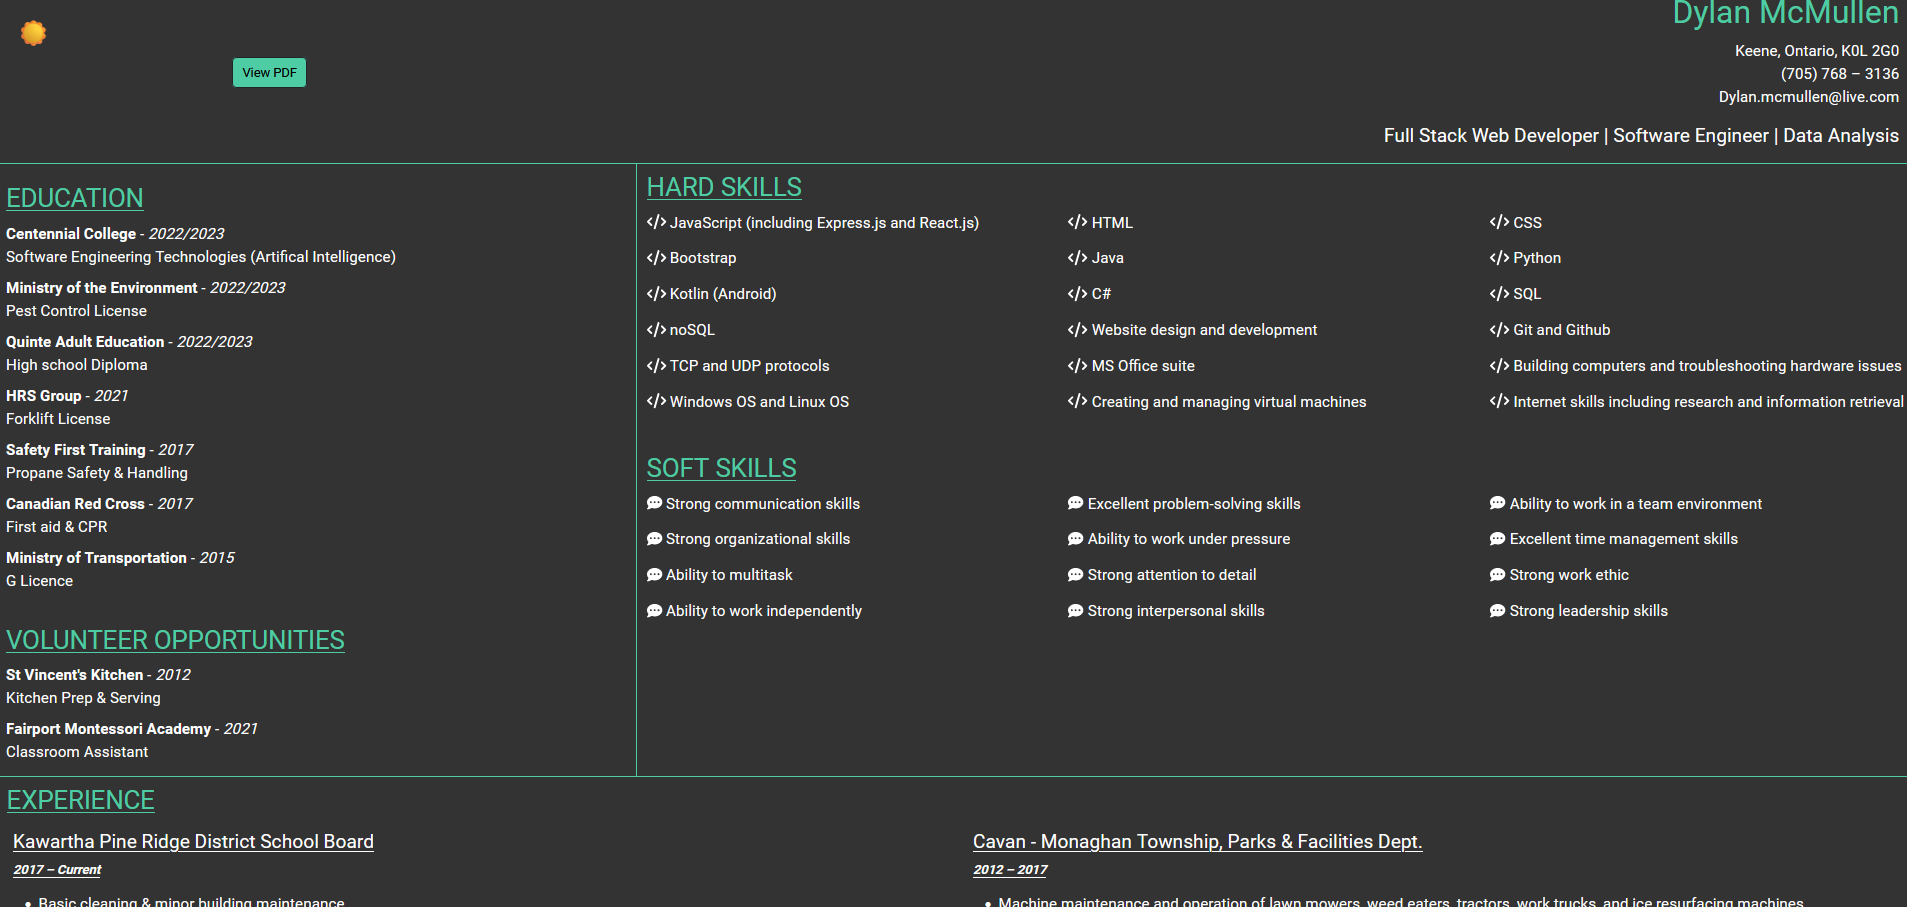 Dylan McMullen
View PDF
Keene, Ontario, K0L 2G0
(705) 768 – 3136
Dylan.mcmullen@live.com
Full Stack Web Developer | Software Engineer | Data Analysis
EDUCATION
Centennial College - 2022/2023
Software Engineering Technologies (Artifical Intelligence)
Ministry of the Environment - 2022/2023
Pest Control License
Quinte Adult Education - 2022/2023
High school Diploma
HRS Group - 2021
Forklift License
Safety First Training - 2017
Propane Safety & Handling
Canadian Red Cross - 2017
First aid & CPR
Ministry of Transportation - 2015
G Licence
VOLUNTEER OPPORTUNITIES
St Vincent's Kitchen - 2012
Kitchen Prep & Serving
Fairport Montessori Academy - 2021
Classroom Assistant
HARD SKILLS
JavaScript (including Express.js and React.js)
HTML
CSS
Bootstrap
Java
Python
Kotlin (Android)
C#
SQL
noSQL
Website design and development
Git and Github
TCP and UDP protocols
MS Office suite
Building computers and troubleshooting hardware issues
Windows OS and Linux OS
Creating and managing virtual machines
Internet skills including research and information retrieval
SOFT SKILLS
Strong communication skills
Excellent problem-solving skills
Ability to work in a team environment
Strong organizational skills
Ability to work under pressure
Excellent time management skills
Ability to multitask
Strong attention to detail
Strong work ethic
Ability to work independently
Strong interpersonal skills
Strong leadership skills
EXPERIENCE
Kawartha Pine Ridge District School Board
2017 – Current
• Basic cleaning & minor building maintenance
Cavan - Monaghan Township, Parks & Facilities Dept.
2012 – 2017
• Machine maintenance and operation of lawn mowers, weed eaters, tractors, work trucks, and ice resurfacing machines